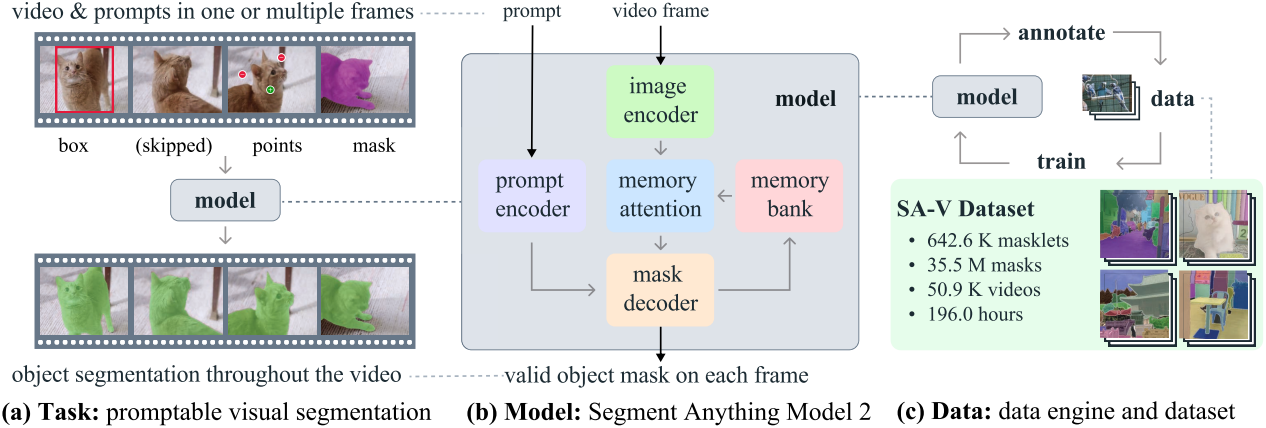 video & prompts in one or multiple frames
box
(skipped)
points
mask
model
object segmentation throughout the video
(a) Task: promptable visual segmentation
prompt
video frame
image
encoder
model
prompt
encoder
memory
attention
memory
bank
mask
decoder
valid object mask on each frame
(b) Model: Segment Anything Model 2
annotate
model
data
train
SA-V Dataset
• 642.6 K masklets
• 35.5 M masks
• 50.9 K videos
• 196.0 hours
VOGUE
2
(c) Data: data engine and dataset